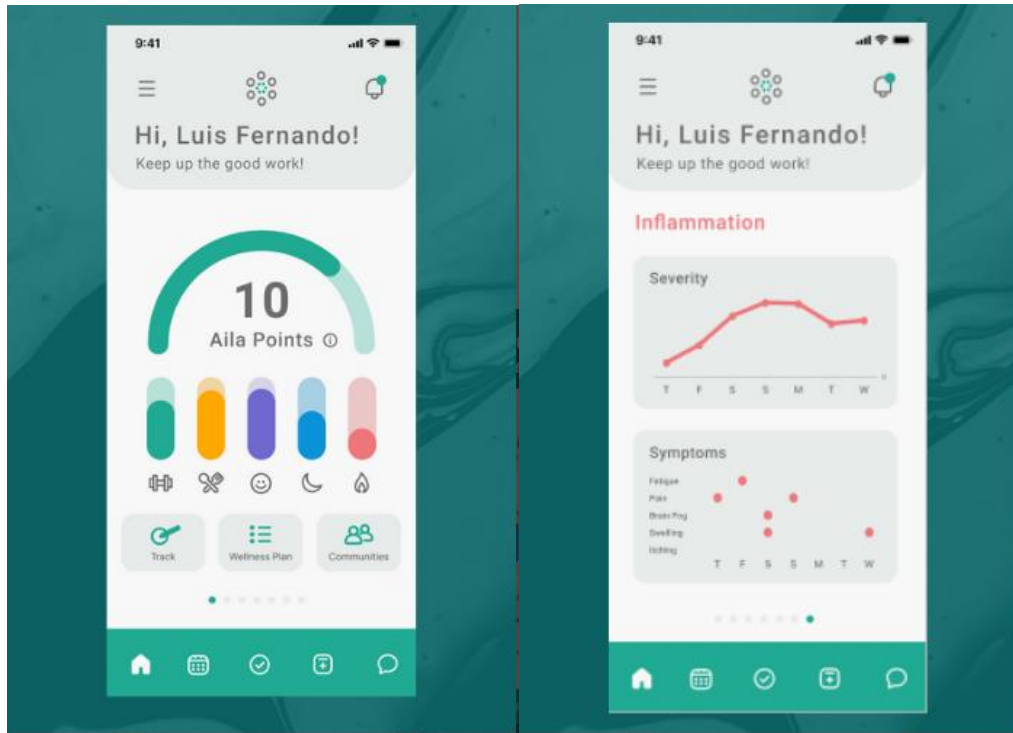 9:41
Hi, Luis Fernando!
Keep up the good work!
10
Aila Points
Track
Wellness Plan
Communities
9:41
Hi, Luis Fernando!
Keep up the good work!
Inflammation
Severity
0
T F S S M T W
Symptoms
Fatigue
Pain
Brain Fog
Swelling
Itching
T F S S M T W